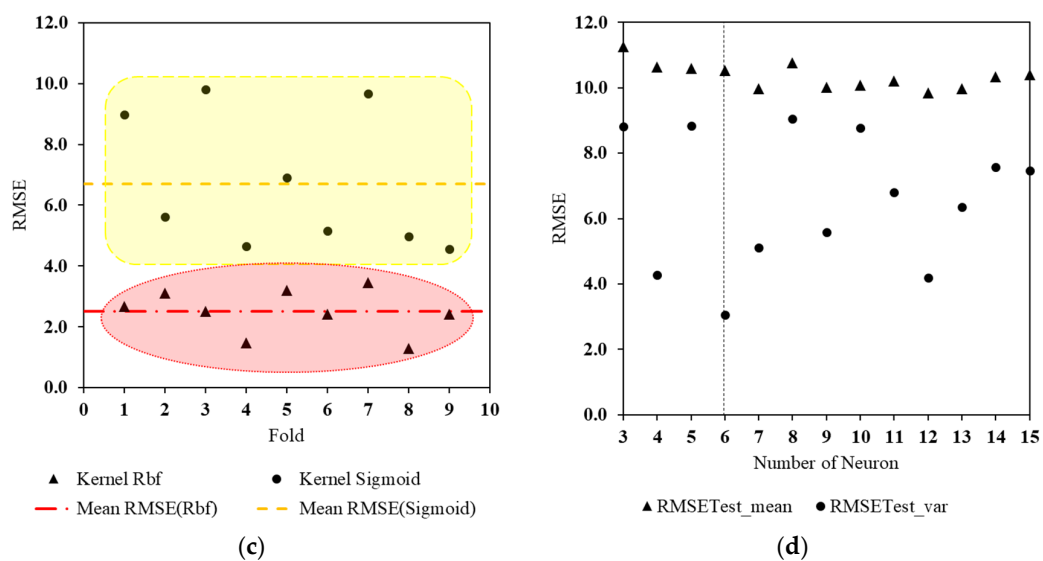 12.0
10.0
8.0
6.0
4.0
2.0
0.0
RMSE
0 1 2 3 4 5 6 7 8 9 10
Fold
Kernel Rbf
Kernel Sigmoid
Mean RMSE(Rbf)
Mean RMSE(Sigmoid)
(c)
12.0
10.0
8.0
6.0
4.0
2.0
0.0
RMSE
3 4 5 6 7 8 9 10 11 12 13 14 15
Number of Neuron
RMSETest_mean
RMSETest_var
(d)